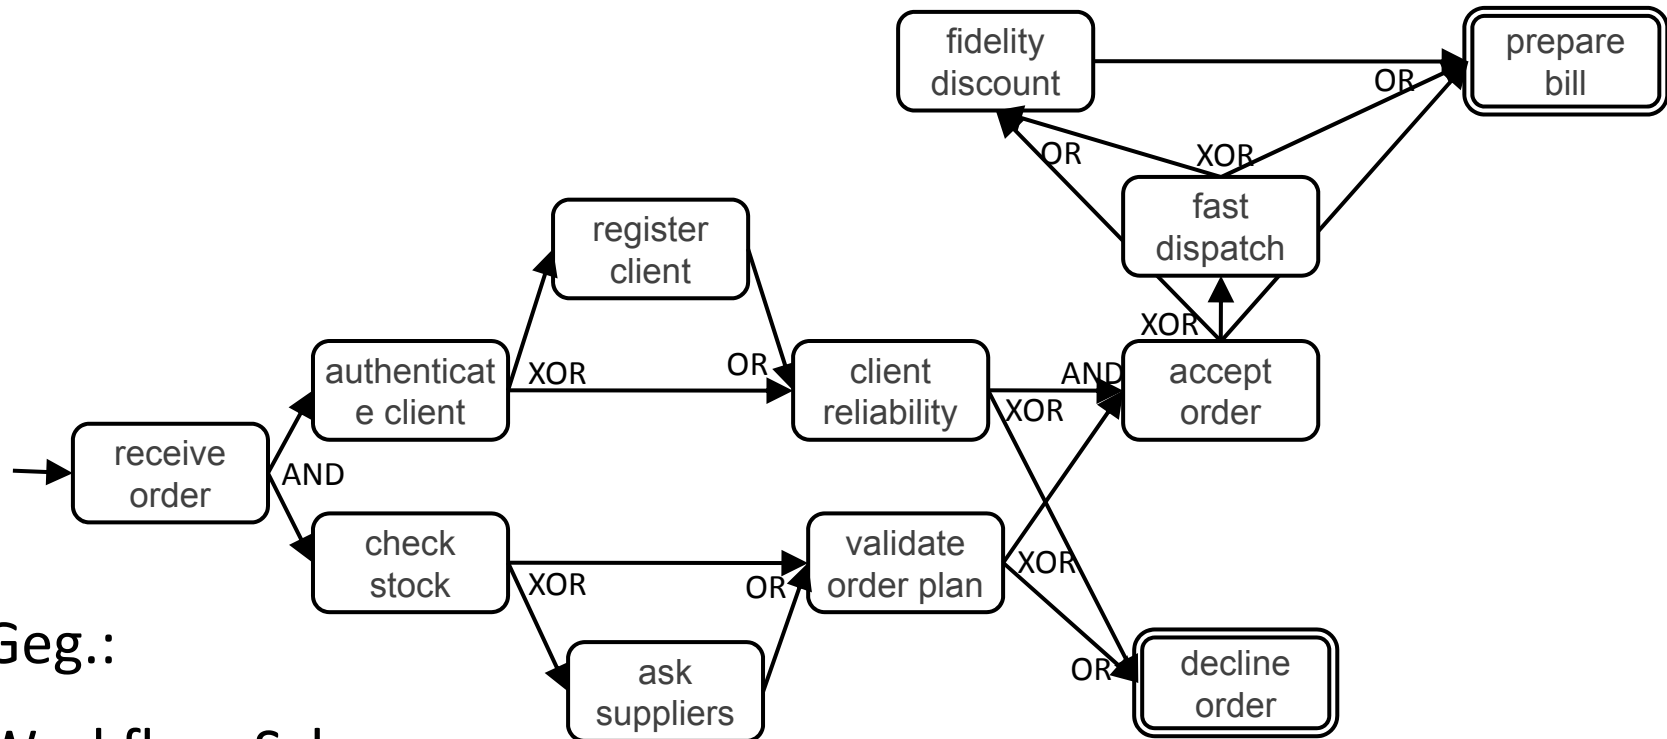 fidelity
discount
prepare
bill
OR
OR
XOR
fast
dispatch
register
client
XOR
authenticat
e client
XOR
OR
client
reliability
AND
XOR
accept
order
receive
order
AND
check
stock
XOR
OR
validate
order plan
XOR
Geg.:
ask
suppliers
OR
decline
order